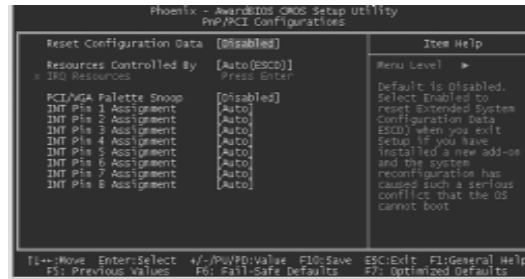 Phoenix - AwardBIOS CMOS Setup Utility
PnP/PCI Configurations
Reset Configuration Data [Disabled]
Resources Controlled By [Auto(ESCD)]
x IRQ Resources Press Enter
PCI/VGA Palette Snoop [Disabled]
INT Pin 1 Assignment [Auto]
INT Pin 2 Assignment [Auto]
INT Pin 3 Assignment [Auto]
INT Pin 4 Assignment [Auto]
INT Pin 5 Assignment [Auto]
INT Pin 6 Assignment [Auto]
INT Pin 7 Assignment [Auto]
INT Pin 8 Assignment [Auto]
Item Help
Menu Level ►
Default is Disabled.
Select Enabled to
reset Extended System
Configuration Data
ESCD) when you exit
Setup if you have
installed a new add-on
and the system
reconfiguration has
caused such a serious
conflict that the OS
cannot boot
↑↓→←:Move Enter:Select +/-/PU/PD:Value F10:Save ESC:Exit F1:General Help
F5: Previous Values F6: Fail-Safe Defaults F7: Optimized Defaults